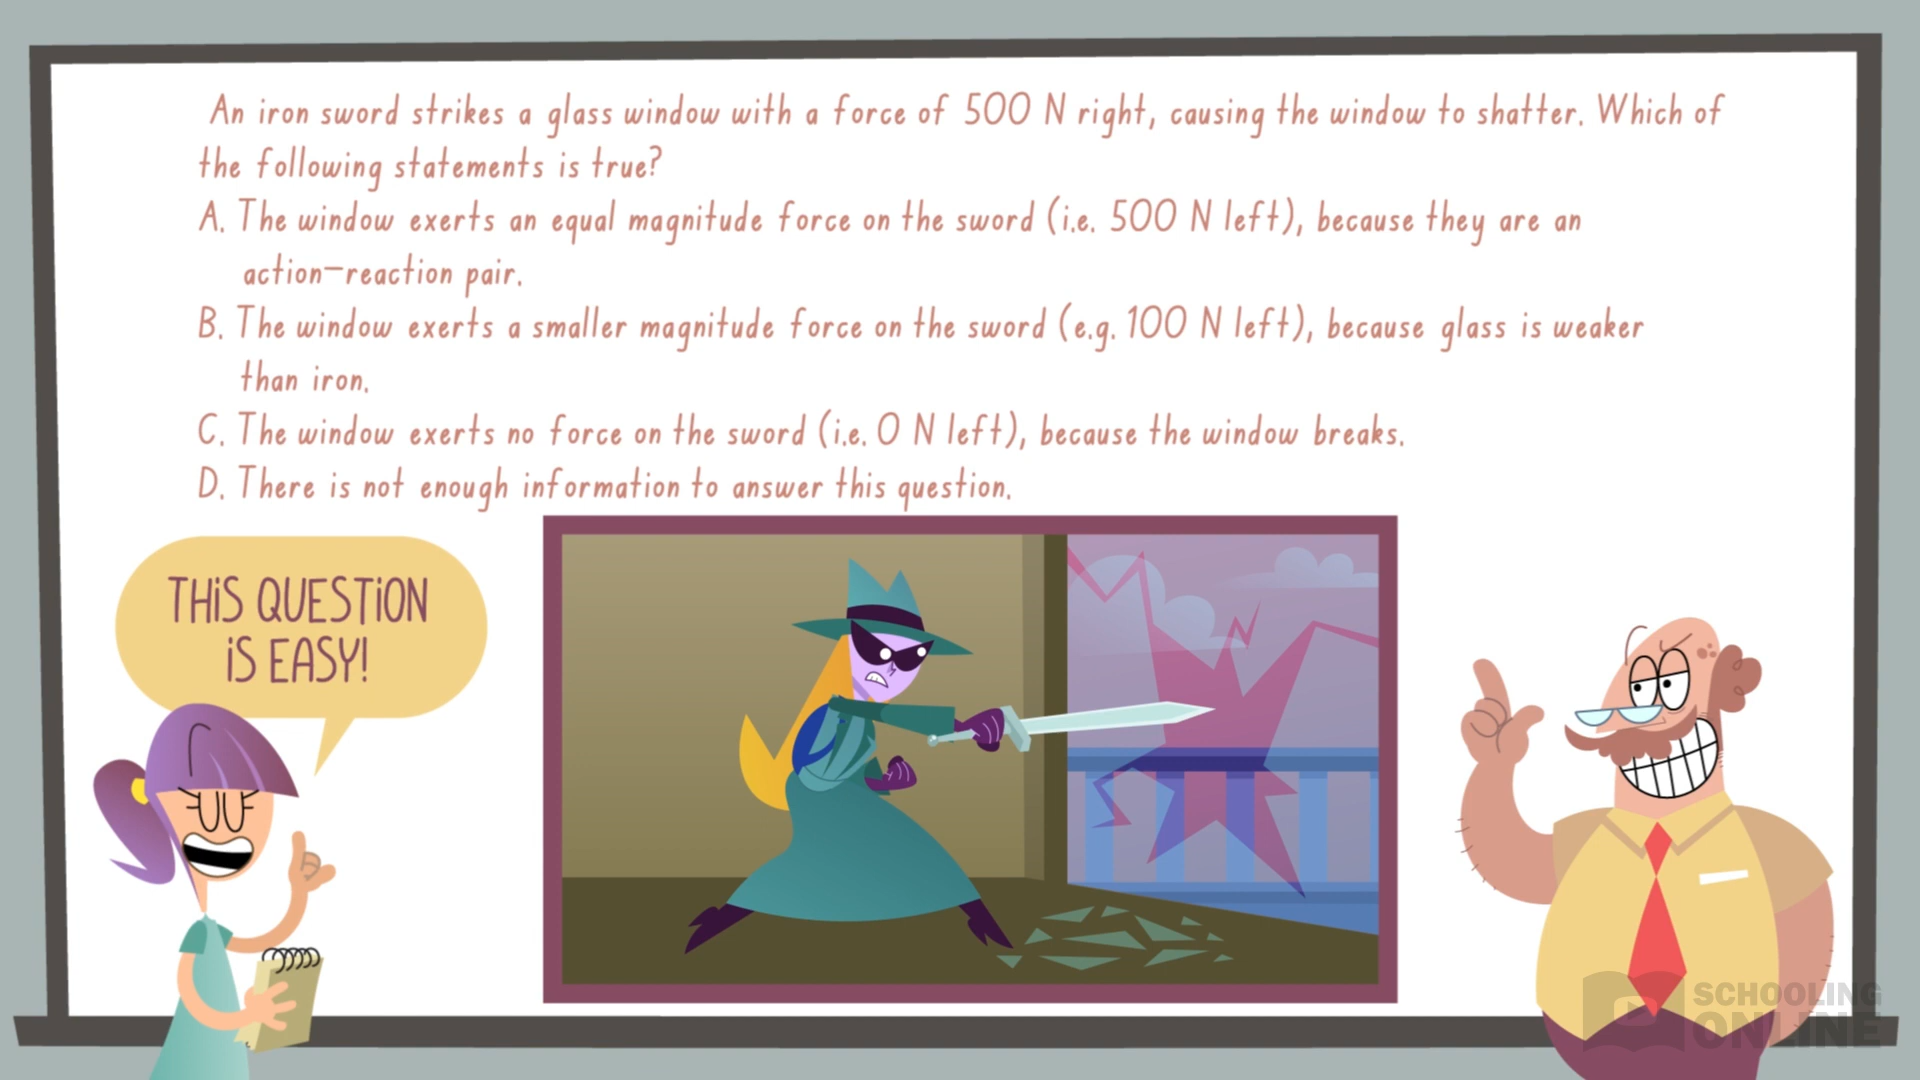 An iron sword strikes a glass window with a force of 500 N right, causing the window to shatter. Which of
the following statements is true?
A. The window exerts an equal magnitude force on the sword (i.e. 500 N left), because they are an
action-reaction pair.
B. The window exerts a smaller magnitude force on the sword (e.g. 100 N left), because glass is weaker
than iron.
C. The window exerts no force on the sword (i.e. 0 N left), because the window breaks.
D. There is not enough information to answer this question.
THIS QUESTION
IS EASY!
SCHOOLING
ONLINE